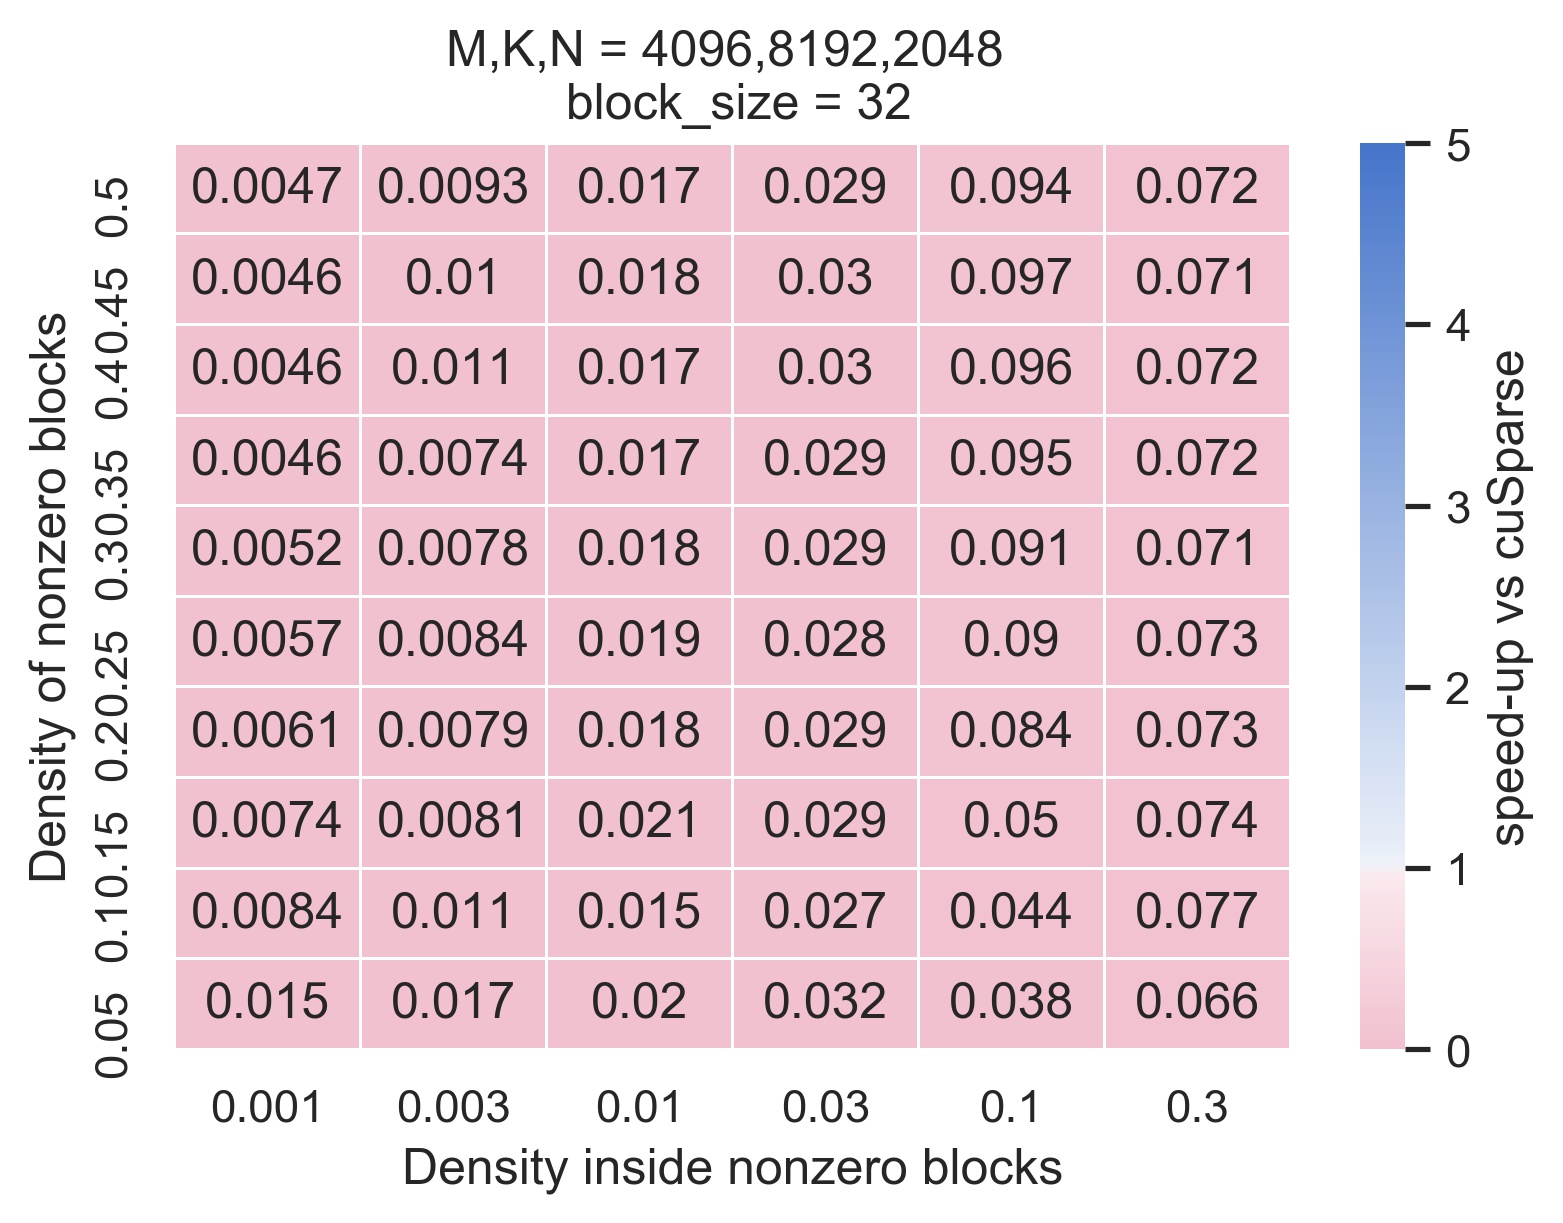 M,K,N = 4096,8192,2048
block_size = 32
Density of nonzero blocks
0.5 0.0047 0.0093 0.017 0.029 0.094 0.072
0.45 0.0046 0.01 0.018 0.03 0.097 0.071
0.4 0.0046 0.011 0.017 0.03 0.096 0.072
0.35 0.0046 0.0074 0.017 0.029 0.095 0.072
0.3 0.0052 0.0078 0.018 0.029 0.091 0.071
0.25 0.0057 0.0084 0.019 0.028 0.09 0.073
0.2 0.0061 0.0079 0.018 0.029 0.084 0.073
0.15 0.0074 0.0081 0.021 0.029 0.05 0.074
0.1 0.0084 0.011 0.015 0.027 0.044 0.077
0.05 0.015 0.017 0.02 0.032 0.038 0.066
0.001 0.003 0.01 0.03 0.1 0.3
Density inside nonzero blocks
5
4
3
2
1
0
speed-up vs cuSparse